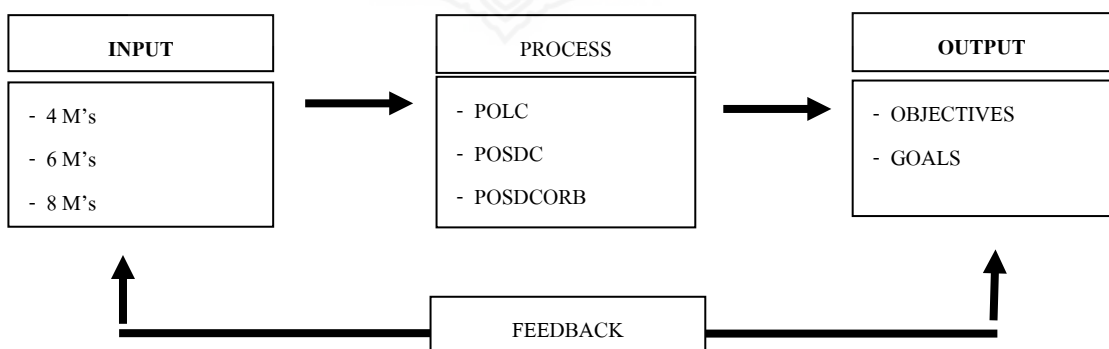 INPUT
- 4 M’s
- 6 M’s
- 8 M’s
PROCESS
- POLC
- POSDC
- POSDCORB
OUTPUT
- OBJECTIVES
- GOALS
FEEDBACK